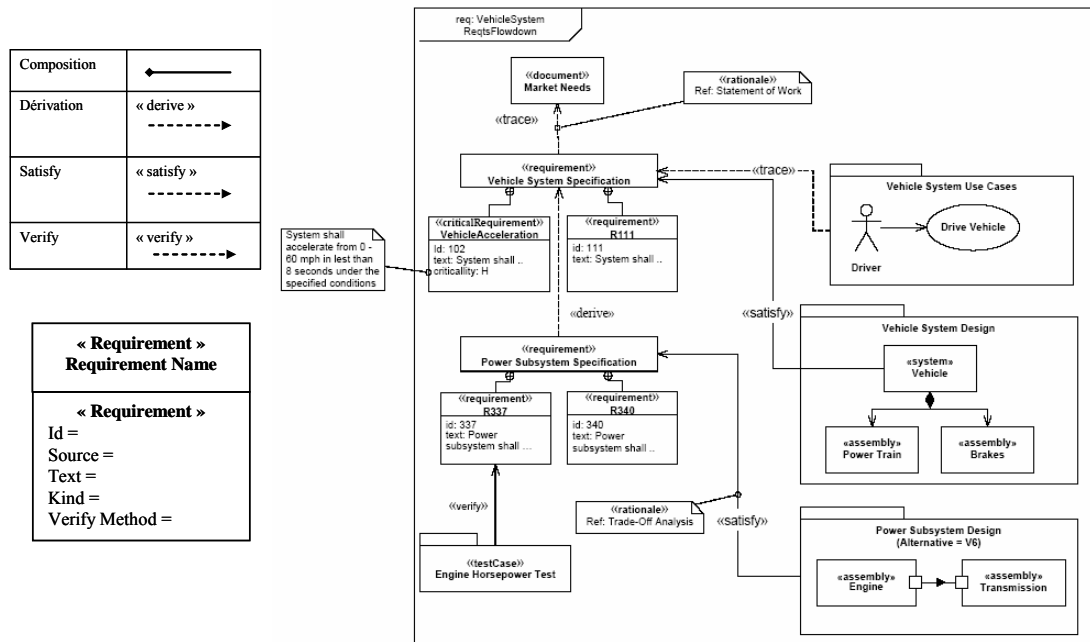 Composition
Dérivation
« derive »
Satisfy
« satisfy »
Verify
« verify »
« Requirement »
Requirement Name
« Requirement »
Id =
Source =
Text =
Kind =
Verify Method =
req: VehicleSystem
ReqtsFlowdown
«document»
Market Needs
«rationale»
Ref: Statement of Work
«trace»
«requirement»
Vehicle System Specification
«trace»
Vehicle System Use Cases
Drive Vehicle
Driver
System shall
accelerate from 0 -
60 mph in lest than
8 seconds under the
specified conditions
«criticalRequirement»
VehicleAcceleration
Id: 102
text: System shall ..
criticallity: H
«requirement»
R111
id: 111
text: System shall ..
«derive»
«satisfy»
Vehicle System Design
«system»
Vehicle
«assembly»
Power Train
«assembly»
Brakes
«requirement»
Power Subsystem Specification
«requirement»
R337
id: 337
text: Power
subsystem shall ...
«requirement»
R340
id: 340
text: Power
subsystem shall ..
«verify»
«rationale»
Ref: Trade-Off Analysis
«satisfy»
«testCase»
Engine Horsepower Test
Power Subsystem Design
(Alternative = V6)
«assembly»
Engine
«assembly»
Transmission